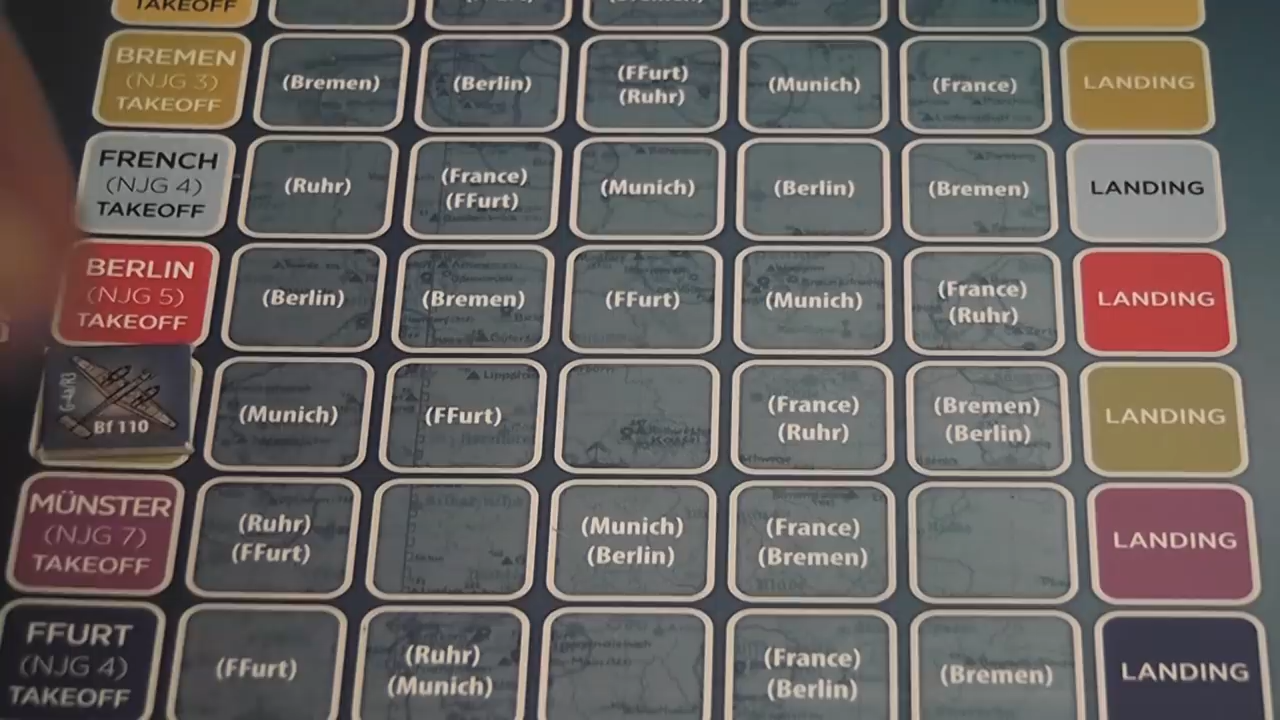 TAKEOFF
BREMEN
(NJG 3)
TAKEOFF
(Bremen)
(Berlin)
(FFurt)
(Ruhr)
(Munich)
(France)
LANDING
FRENCH
(NJG 4)
TAKEOFF
(Ruhr)
(France)
(FFurt)
(Munich)
(Berlin)
(Bremen)
LANDING
BERLIN
(NJG 5)
TAKEOFF
(Berlin)
(Bremen)
(FFurt)
(Munich)
(France)
(Ruhr)
LANDING
Bf 110
(Munich)
(FFurt)
(France)
(Ruhr)
(Bremen)
(Berlin)
LANDING
MÜNSTER
(NJG 7)
TAKEOFF
(Ruhr)
(FFurt)
(Munich)
(Berlin)
(France)
(Bremen)
LANDING
FFURT
(NJG 4)
TAKEOFF
(FFurt)
(Ruhr)
(Munich)
(France)
(Berlin)
(Bremen)
LANDING